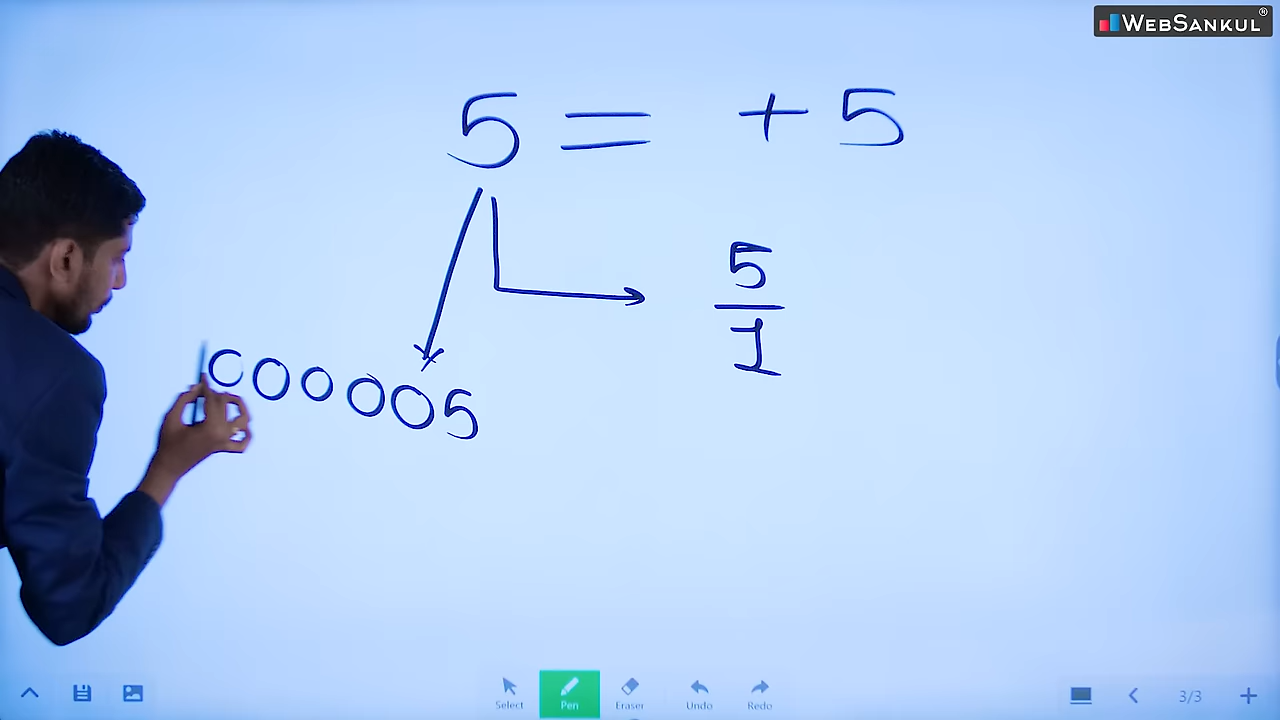 WEBSANKUL®
5 = + 5
5
1
000005
Select Pen Eraser Undo Redo
3/3